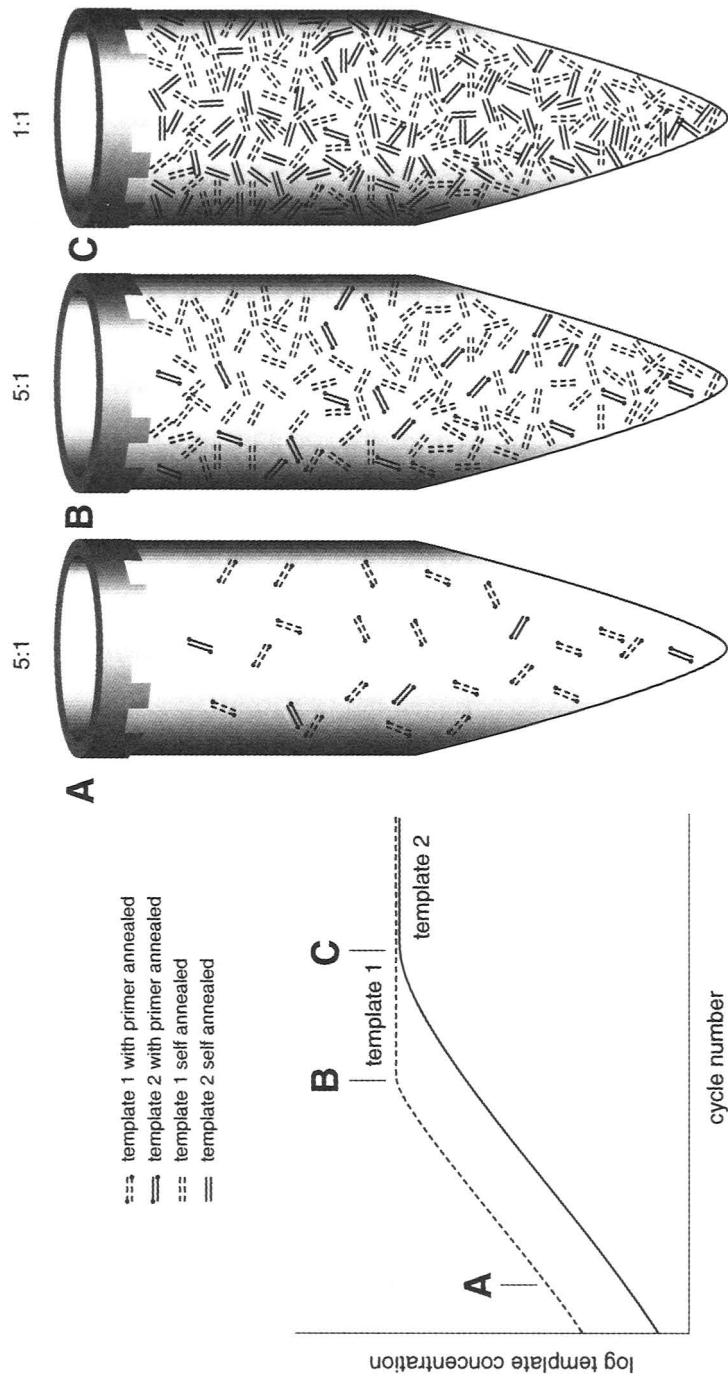 template 1 with primer annealed
template 2 with primer annealed
template 1 self annealed
template 2 self annealed
log template concentration
A
B
C
template 1
template 2
cycle number
A
5:1
B
5:1
C
1:1